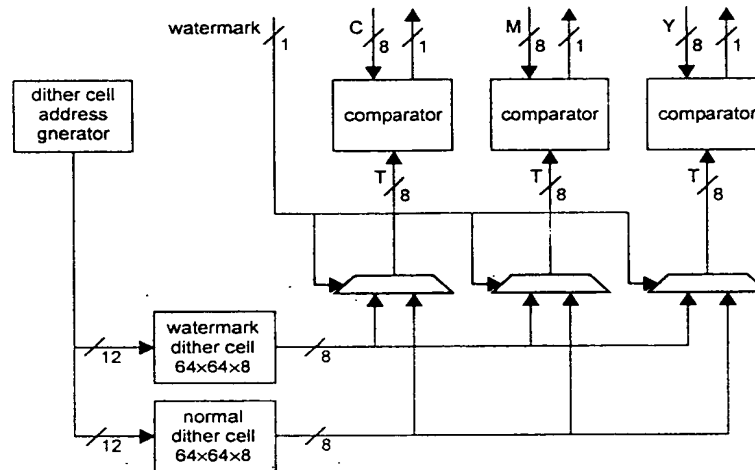 watermark 1 C 8 1 M 8 1 Y 8 1
dither cell
address
gnerator
comparator comparator comparator
T 8 T 8 T 8
watermark
dither cell
64×64×8
12 8
normal
dither cell
64×64×8
12 8